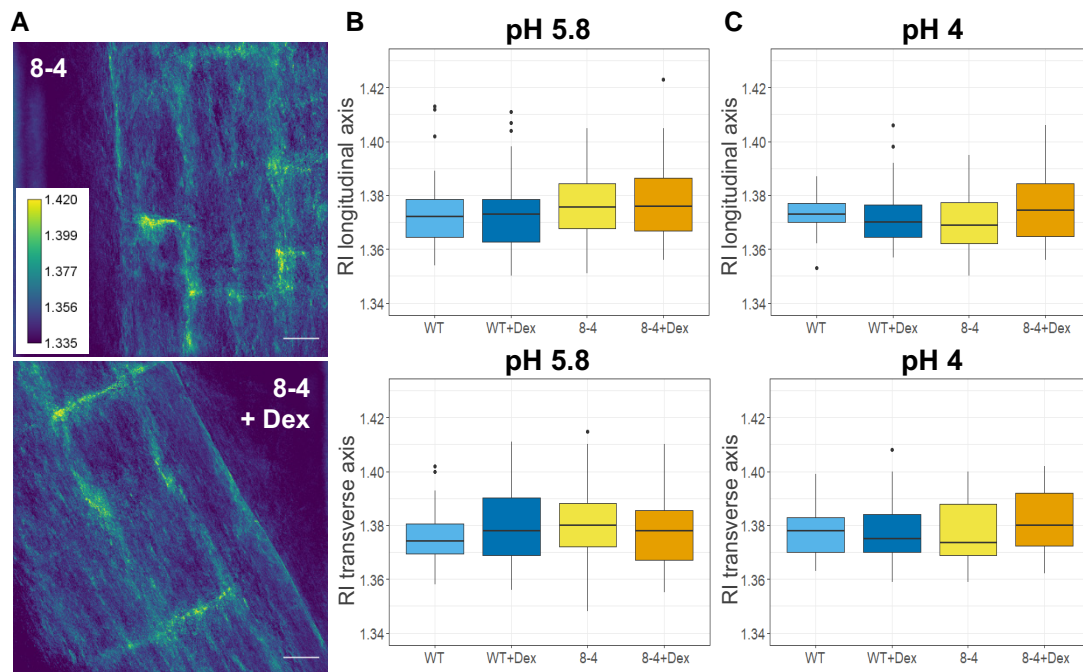 A
8-4
1.420
1.399
1.377
1.356
1.335
8-4
+ Dex
B
pH 5.8
RI longitudinal axis
1.42
1.40
1.38
1.36
1.34
WT
WT+Dex
8-4
8-4+Dex
pH 5.8
RI transverse axis
1.42
1.40
1.38
1.36
1.34
WT
WT+Dex
8-4
8-4+Dex
C
pH 4
RI longitudinal axis
1.42
1.40
1.38
1.36
1.34
WT
WT+Dex
8-4
8-4+Dex
pH 4
RI transverse axis
1.42
1.40
1.38
1.36
1.34
WT
WT+Dex
8-4
8-4+Dex